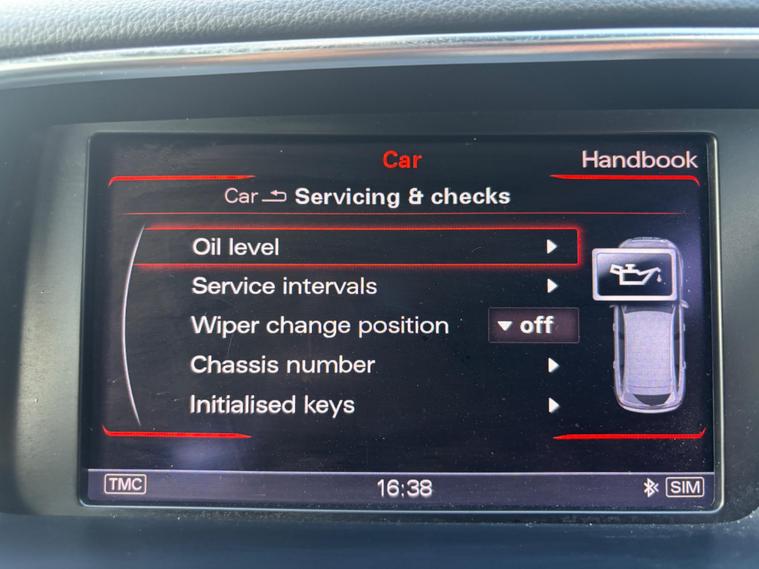 Car
Handbook
Car Servicing & checks
Oil level
Service intervals
Wiper change position off
Chassis number
Initialised keys
TMC 16:38 SIM